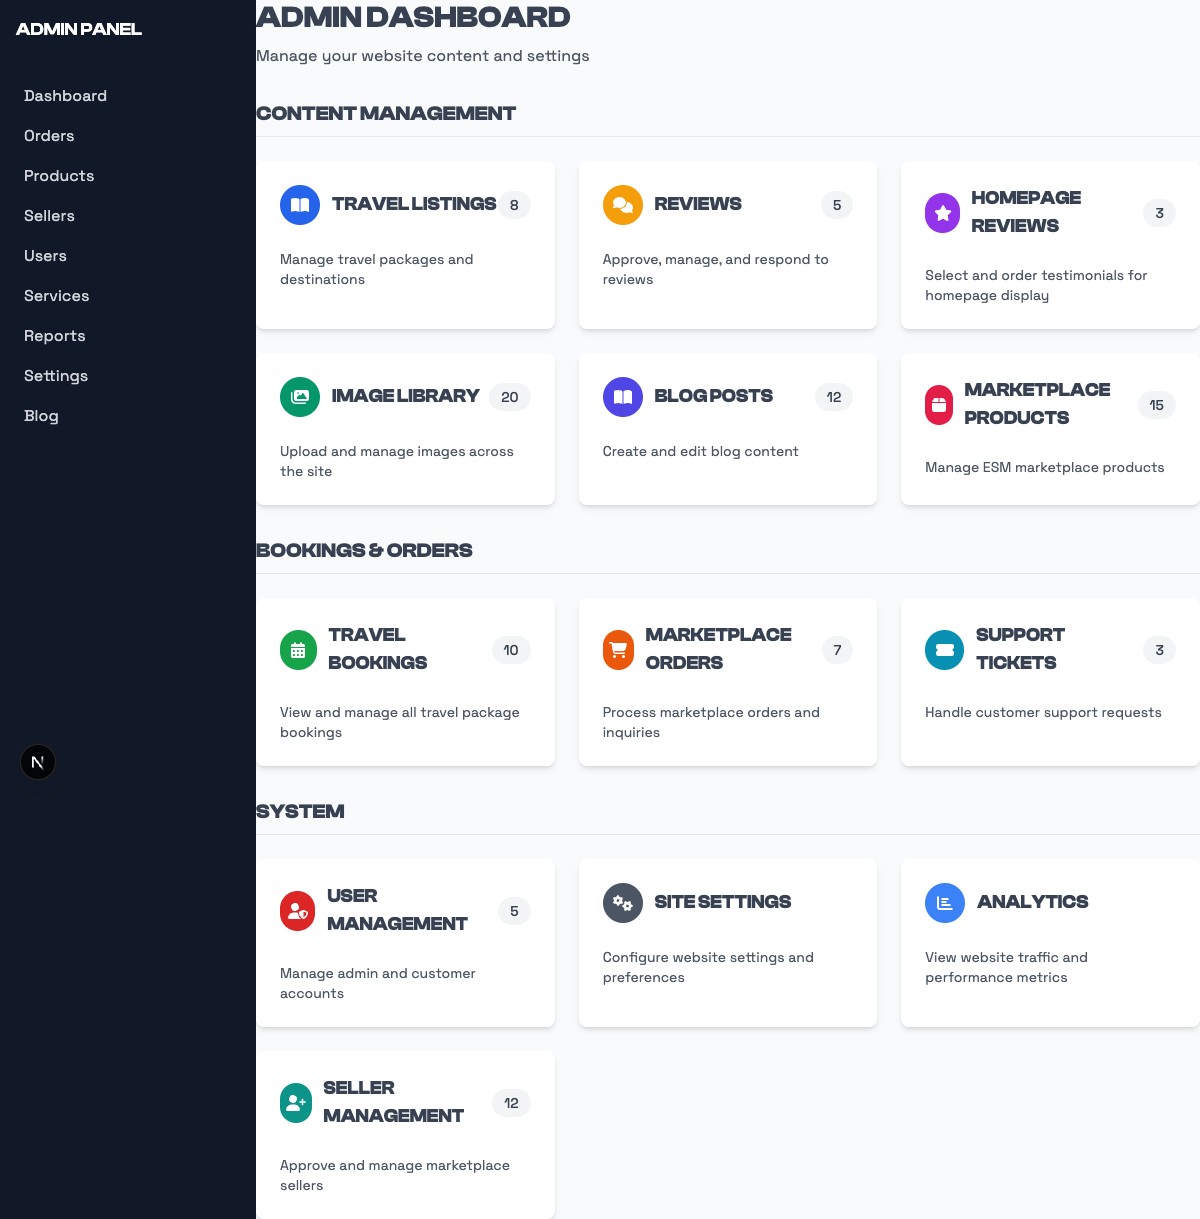 ADMIN PANEL
Dashboard
Orders
Products
Sellers
Users
Services
Reports
Settings
Blog
N
ADMIN DASHBOARD
Manage your website content and settings
CONTENT MANAGEMENT
TRAVEL LISTINGS 8
Manage travel packages and
destinations
REVIEWS 5
Approve, manage, and respond to
reviews
HOMEPAGE
REVIEWS
3
Select and order testimonials for
homepage display
IMAGE LIBRARY 20
Upload and manage images across
the site
BLOG POSTS 12
Create and edit blog content
MARKETPLACE
PRODUCTS
15
Manage ESM marketplace products
BOOKINGS & ORDERS
TRAVEL
BOOKINGS
10
View and manage all travel package
bookings
MARKETPLACE
ORDERS
7
Process marketplace orders and
inquiries
SUPPORT
TICKETS
3
Handle customer support requests
SYSTEM
USER
MANAGEMENT
5
Manage admin and customer
accounts
SITE SETTINGS
Configure website settings and
preferences
ANALYTICS
View website traffic and
performance metrics
SELLER
MANAGEMENT
12
Approve and manage marketplace
sellers